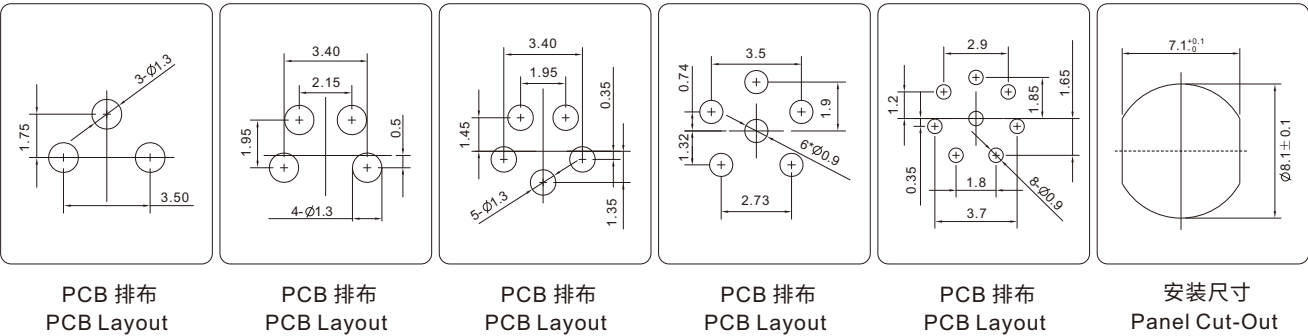 3-Ø1.3
1.75
3.50
PCB 排布
PCB Layout
3.40
2.15
1.95
0.5
4-Ø1.3
PCB 排布
PCB Layout
3.40
1.95
0.35
1.45
5-Ø1.3
1.35
PCB 排布
PCB Layout
3.5
0.74
1.9
1.32
6*Ø0.9
2.73
PCB 排布
PCB Layout
2.9
1.65
1.85
1.2
0.35
1.8
8-Ø0.9
3.7
PCB 排布
PCB Layout
7.1+0.1
-0
Ø8.1±0.1
安装尺寸
Panel Cut-Out